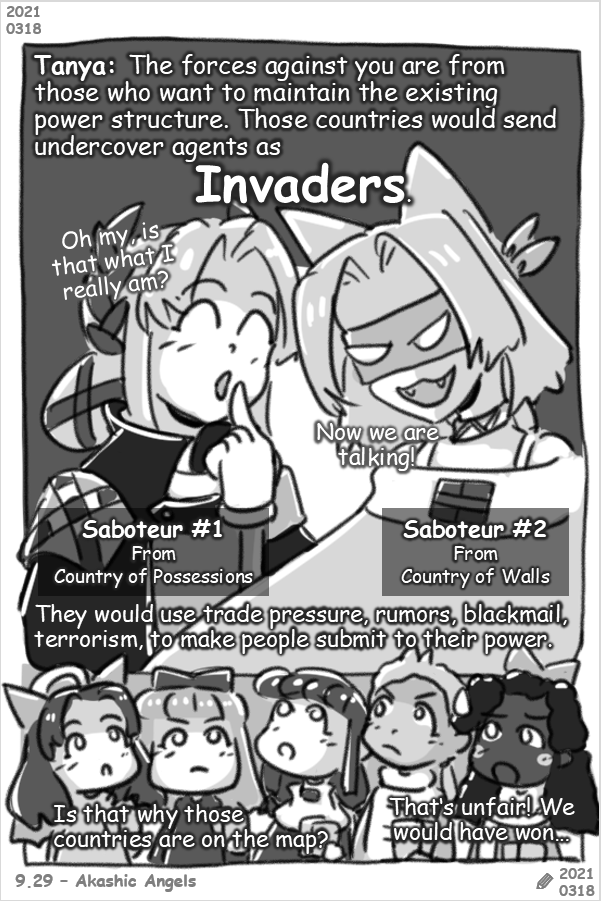 2021
0318
Tanya: The forces against you are from
those who want to maintain the existing
power structure. Those countries would send
undercover agents as
Invaders.
Oh my, is
that what I
really am?
Now we are
talking!
Saboteur #1
From
Country of Possessions
Saboteur #2
From
Country of Walls
They would use trade pressure, rumors, blackmail,
terrorism, to make people submit to their power.
Is that why those
countries are on the map?
That's unfair! We
would have won...
9.29 – Akashic Angels
2021
0318